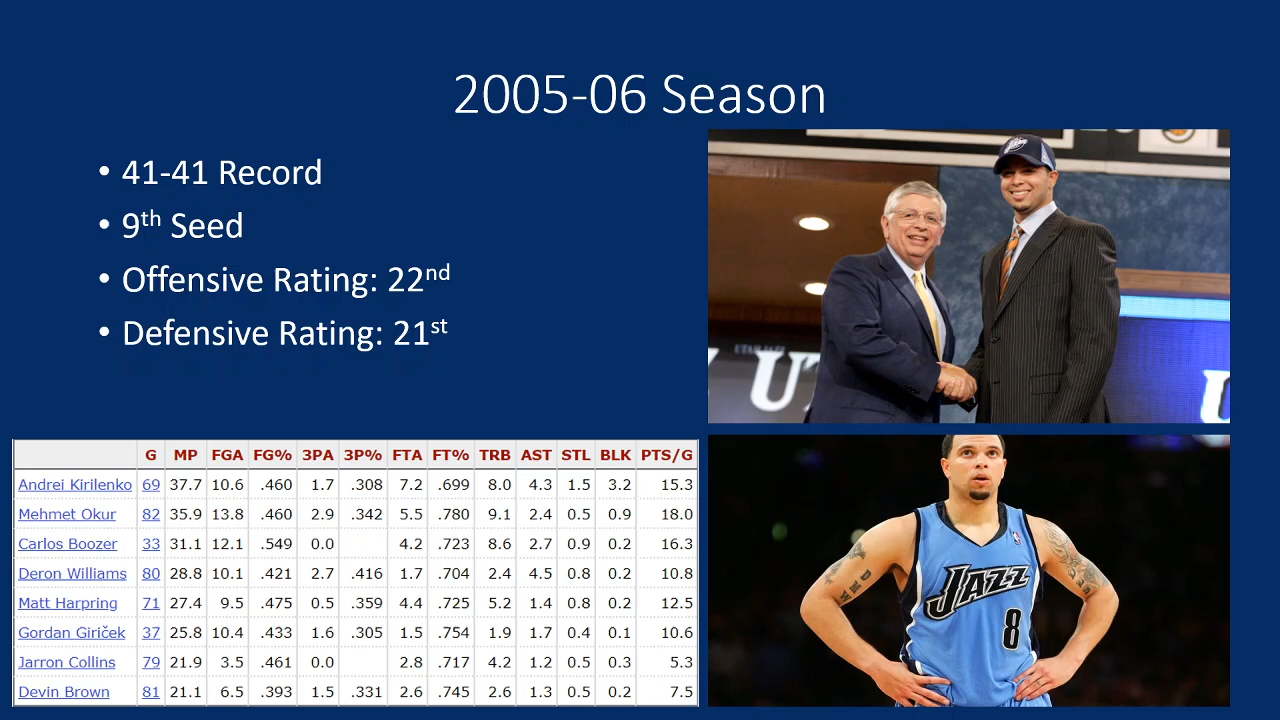 2005-06 Season
• 41-41 Record
• 9th Seed
• Offensive Rating: 22nd
• Defensive Rating: 21st
UTAH JAZZ
U
U
G MP FGA FG% 3PA 3P% FTA FT% TRB AST STL BLK PTS/G
Andrei Kirilenko 69 37.7 10.6 .460 1.7 .308 7.2 .699 8.0 4.3 1.5 3.2 15.3
Mehmet Okur 82 35.9 13.8 .460 2.9 .342 5.5 .780 9.1 2.4 0.5 0.9 18.0
Carlos Boozer 33 31.1 12.1 .549 0.0 4.2 .723 8.6 2.7 0.9 0.2 16.3
Deron Williams 80 28.8 10.1 .421 2.7 .416 1.7 .704 2.4 4.5 0.8 0.2 10.8
Matt Harpring 71 27.4 9.5 .475 0.5 .359 4.4 .725 5.2 1.4 0.8 0.2 12.5
Gordan Giriček 37 25.8 10.4 .433 1.6 .305 1.5 .754 1.9 1.7 0.4 0.1 10.6
Jarron Collins 79 21.9 3.5 .461 0.0 2.8 .717 4.2 1.2 0.5 0.3 5.3
Devin Brown 81 21.1 6.5 .393 1.5 .331 2.6 .745 2.6 1.3 0.5 0.2 7.5
JAZZ
8